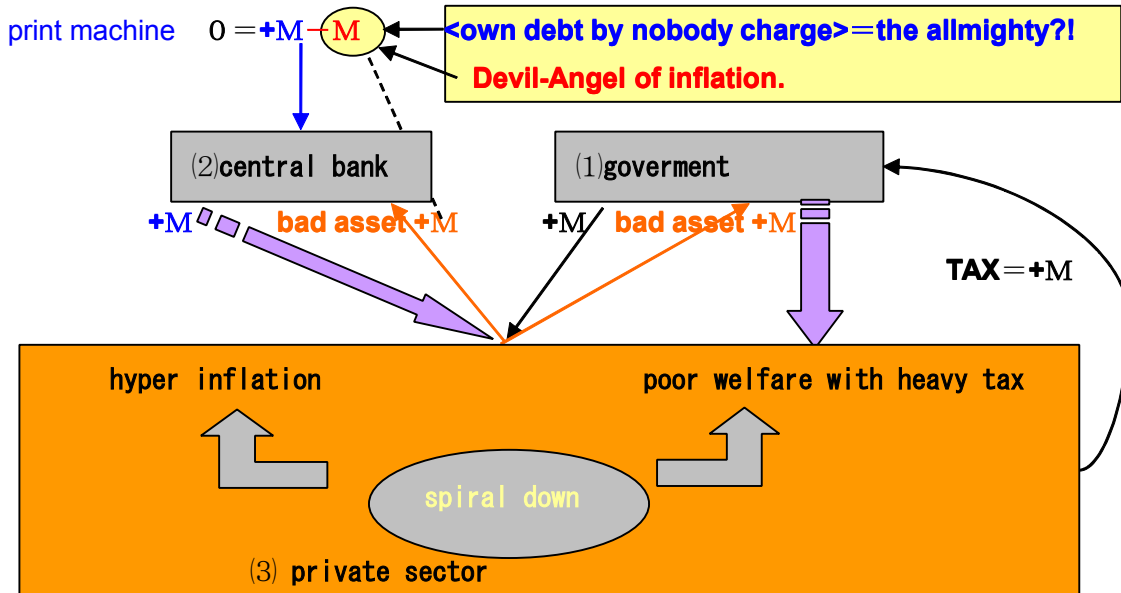 print machine 0＝+M－M <own debt by nobody charge>＝the allmighty?!
Devil-Angel of inflation.
⑵central bank ⑴goverment
+M bad asset +M +M bad asset +M
TAX＝+M
hyper inflation poor welfare with heavy tax
spiral down
⑶ private sector